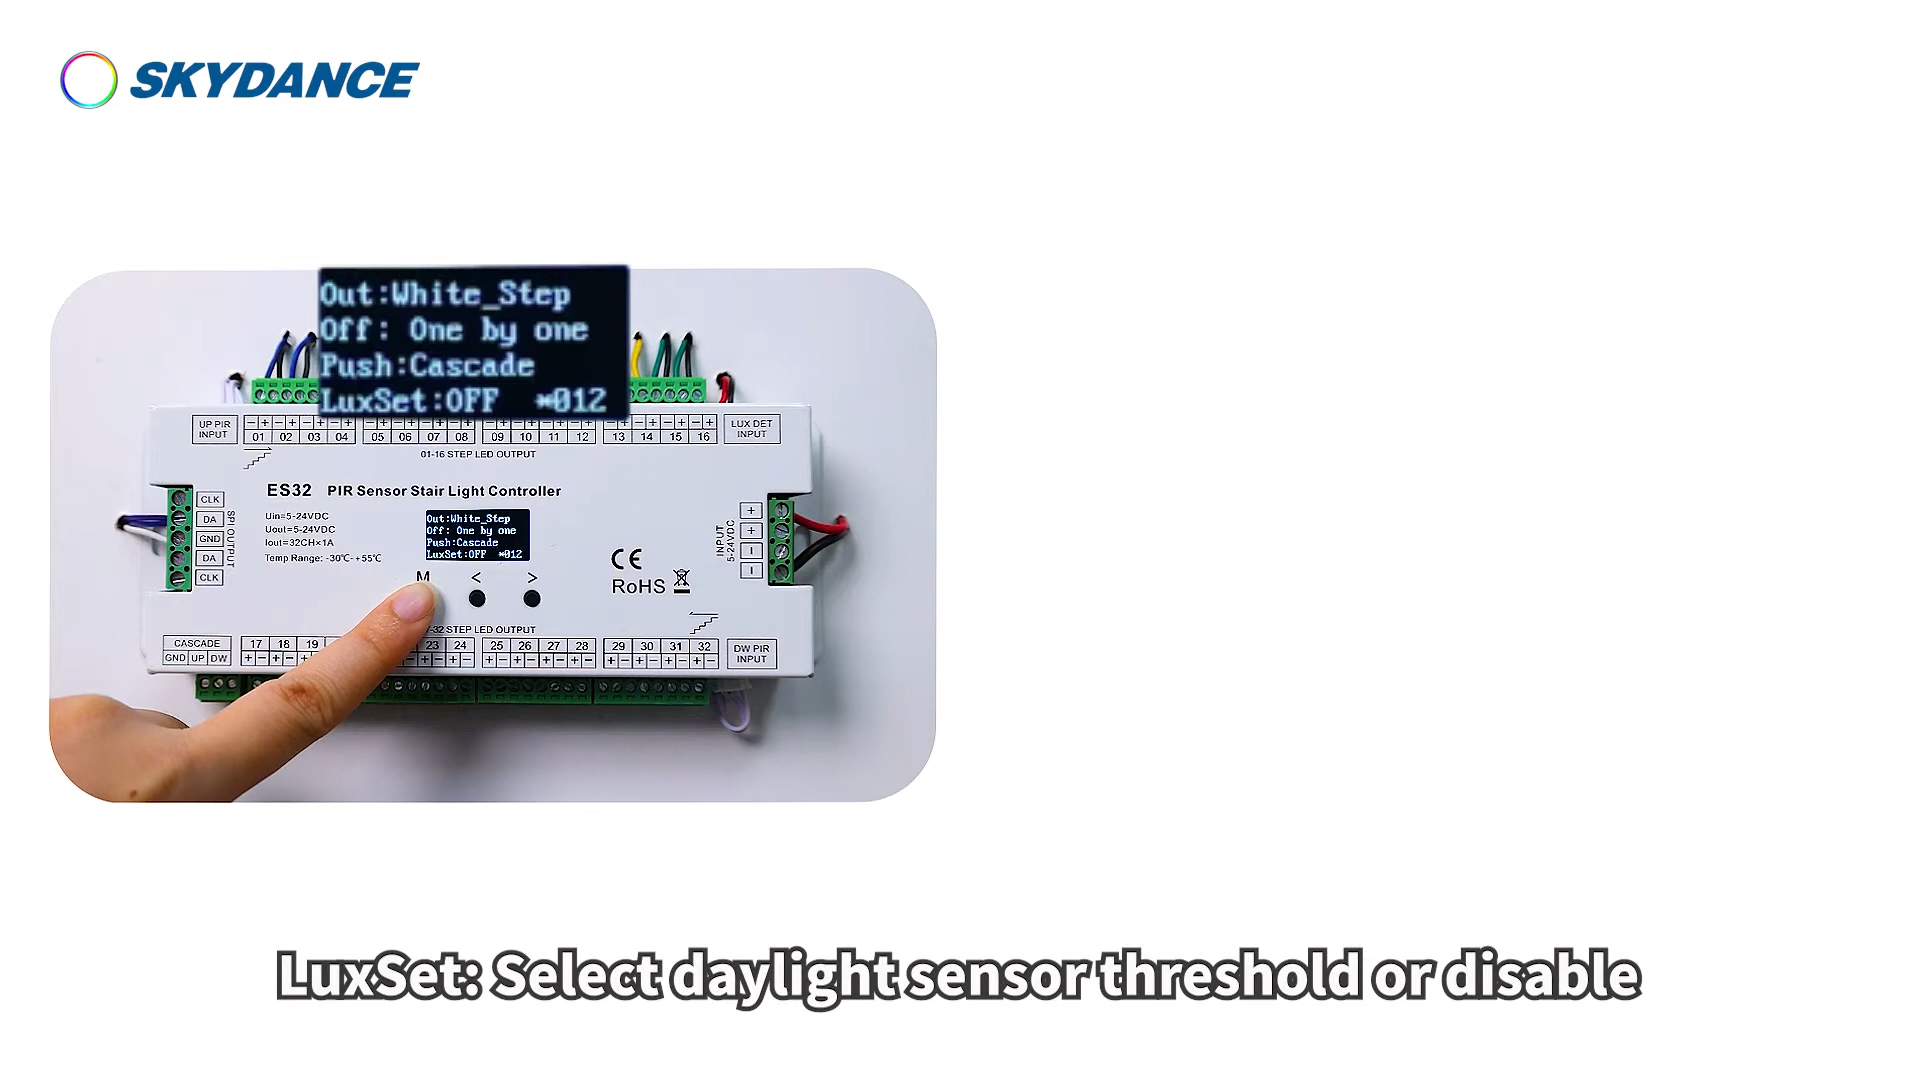 SKYDANCE
Out:White_Step
Off: One by one
Push:Cascade
LuxSet:OFF *012
UP PIR INPUT
- + - + - + - +
01 02 03 04
05 06 07 08
09 10 11 12
13 14 15 16
LUX DET INPUT
01-16 STEP LED OUTPUT
ES32 PIR Sensor Stair Light Controller
Uin=5-24VDC
Uout=5-24VDC
Iout=32CH×1A
Temp Range: -30℃-+55℃
Out:White_Step
Off: One by one
Push:Cascade
LuxSet:OFF *012
M < >
CLK
DA
GND
DA
CLK
SPI OUTPUT
INPUT
5-24VDC
CE
RoHS
STEP LED OUTPUT
CASCADE
GND UP DW
17 18 19
23 24
25 26 27 28
29 30 31 32
DW PIR INPUT
LuxSet: Select daylight sensor threshold or disable